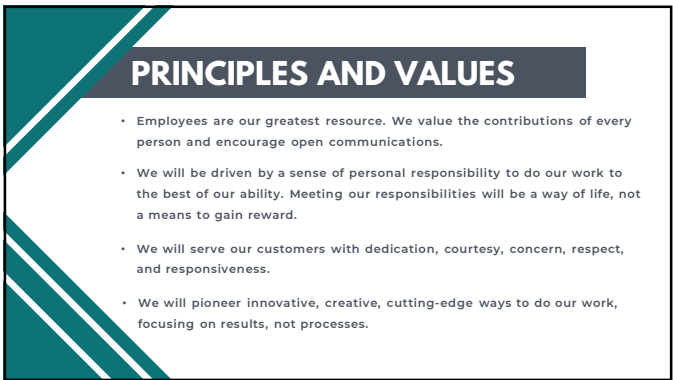 PRINCIPLES AND VALUES
• Employees are our greatest resource. We value the contributions of every
person and encourage open communications.
• We will be driven by a sense of personal responsibility to do our work to
the best of our ability. Meeting our responsibilities will be a way of life, not
a means to gain reward.
• We will serve our customers with dedication, courtesy, concern, respect,
and responsiveness.
• We will pioneer innovative, creative, cutting-edge ways to do our work,
focusing on results, not processes.